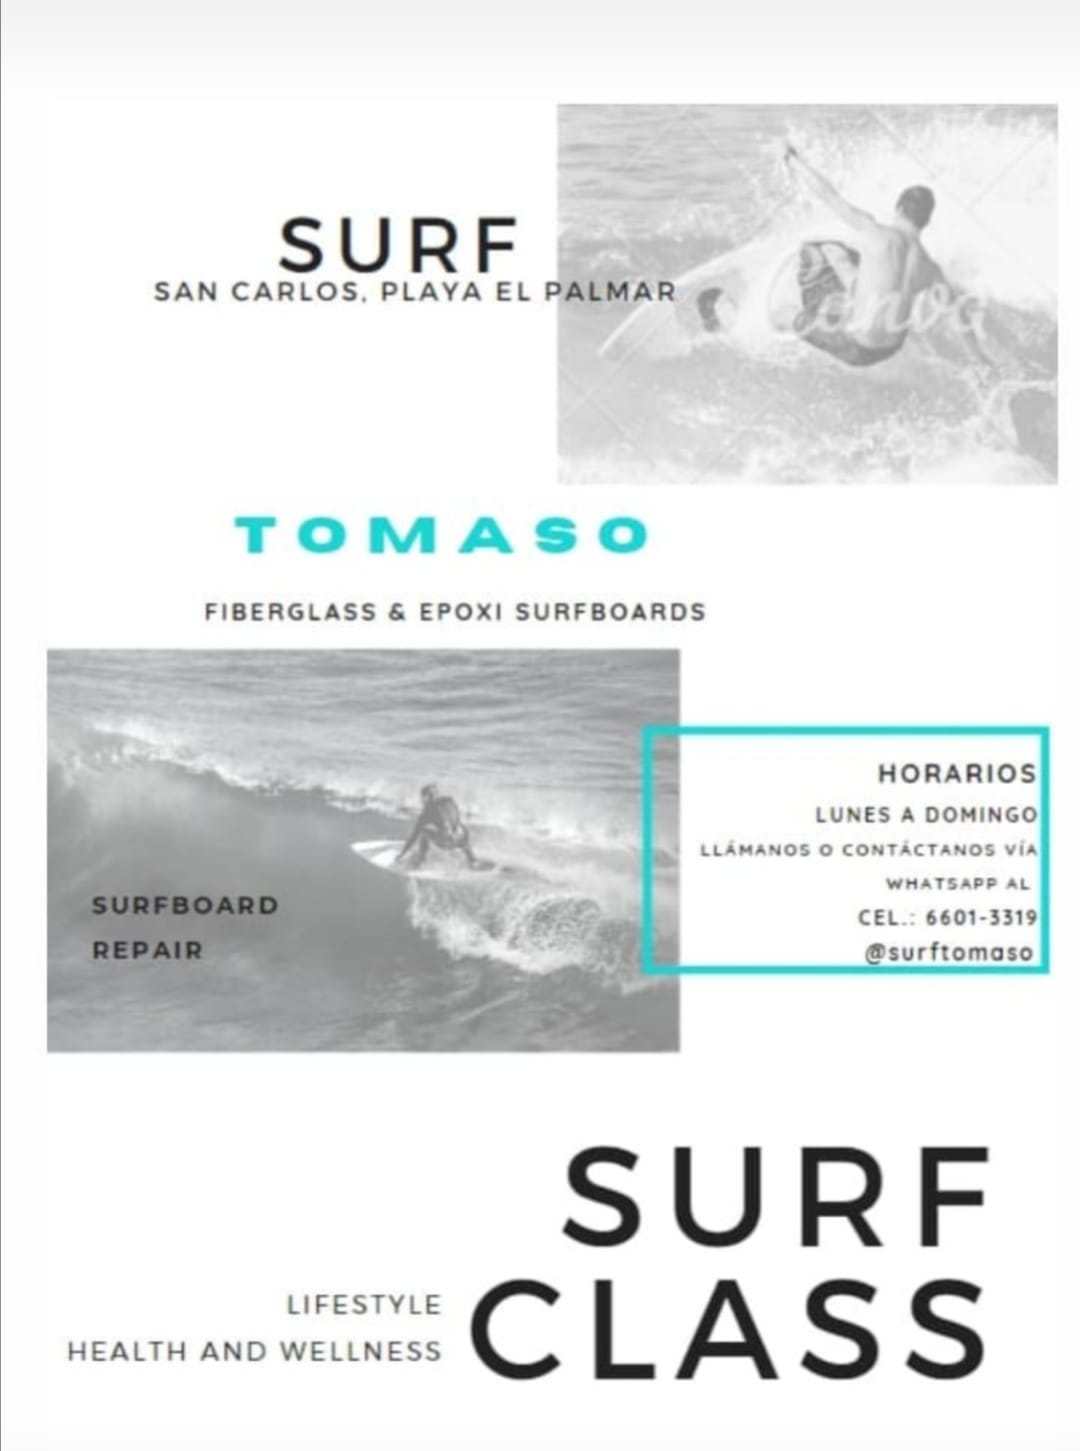 SURF
SAN CARLOS, PLAYA EL PALMAR
Canva
TOMASO
FIBERGLASS & EPOXI SURFBOARDS
HORARIOS
LUNES A DOMINGO
LLÁMANOS O CONTÁCTANOS VÍA
WHATSAPP AL
CEL.: 6601-3319
@surftomaso
SURFBOARD
REPAIR
SURF
CLASS
LIFESTYLE
HEALTH AND WELLNESS